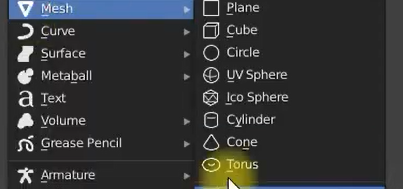 Mesh
Curve
Surface
Metaball
Text
Volume
Grease Pencil
Armature
Plane
Cube
Circle
UV Sphere
Ico Sphere
Cylinder
Cone
Torus